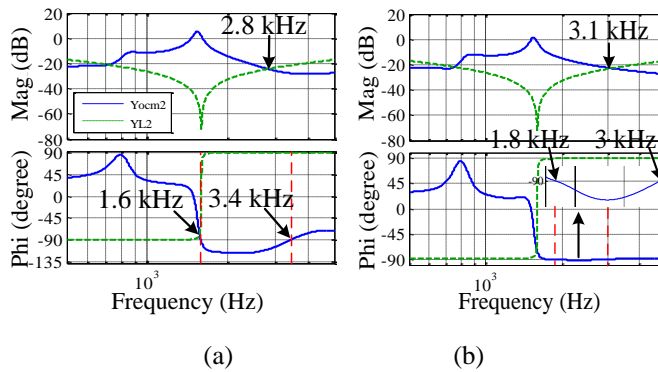 20
2.8 kHz
0
-20
-40
-60
-80
Mag (dB)
Yocm2
YL2
90
45
0
-45
-90
-135
Phi (degree)
1.6 kHz
3.4 kHz
10³
Frequency (Hz)
(a)
20
3.1 kHz
0
-20
-40
-60
-80
Mag (dB)
90
45
0
-45
-90
Phi (degree)
1.8 kHz
3 kHz
-90
10³
Frequency (Hz)
(b)